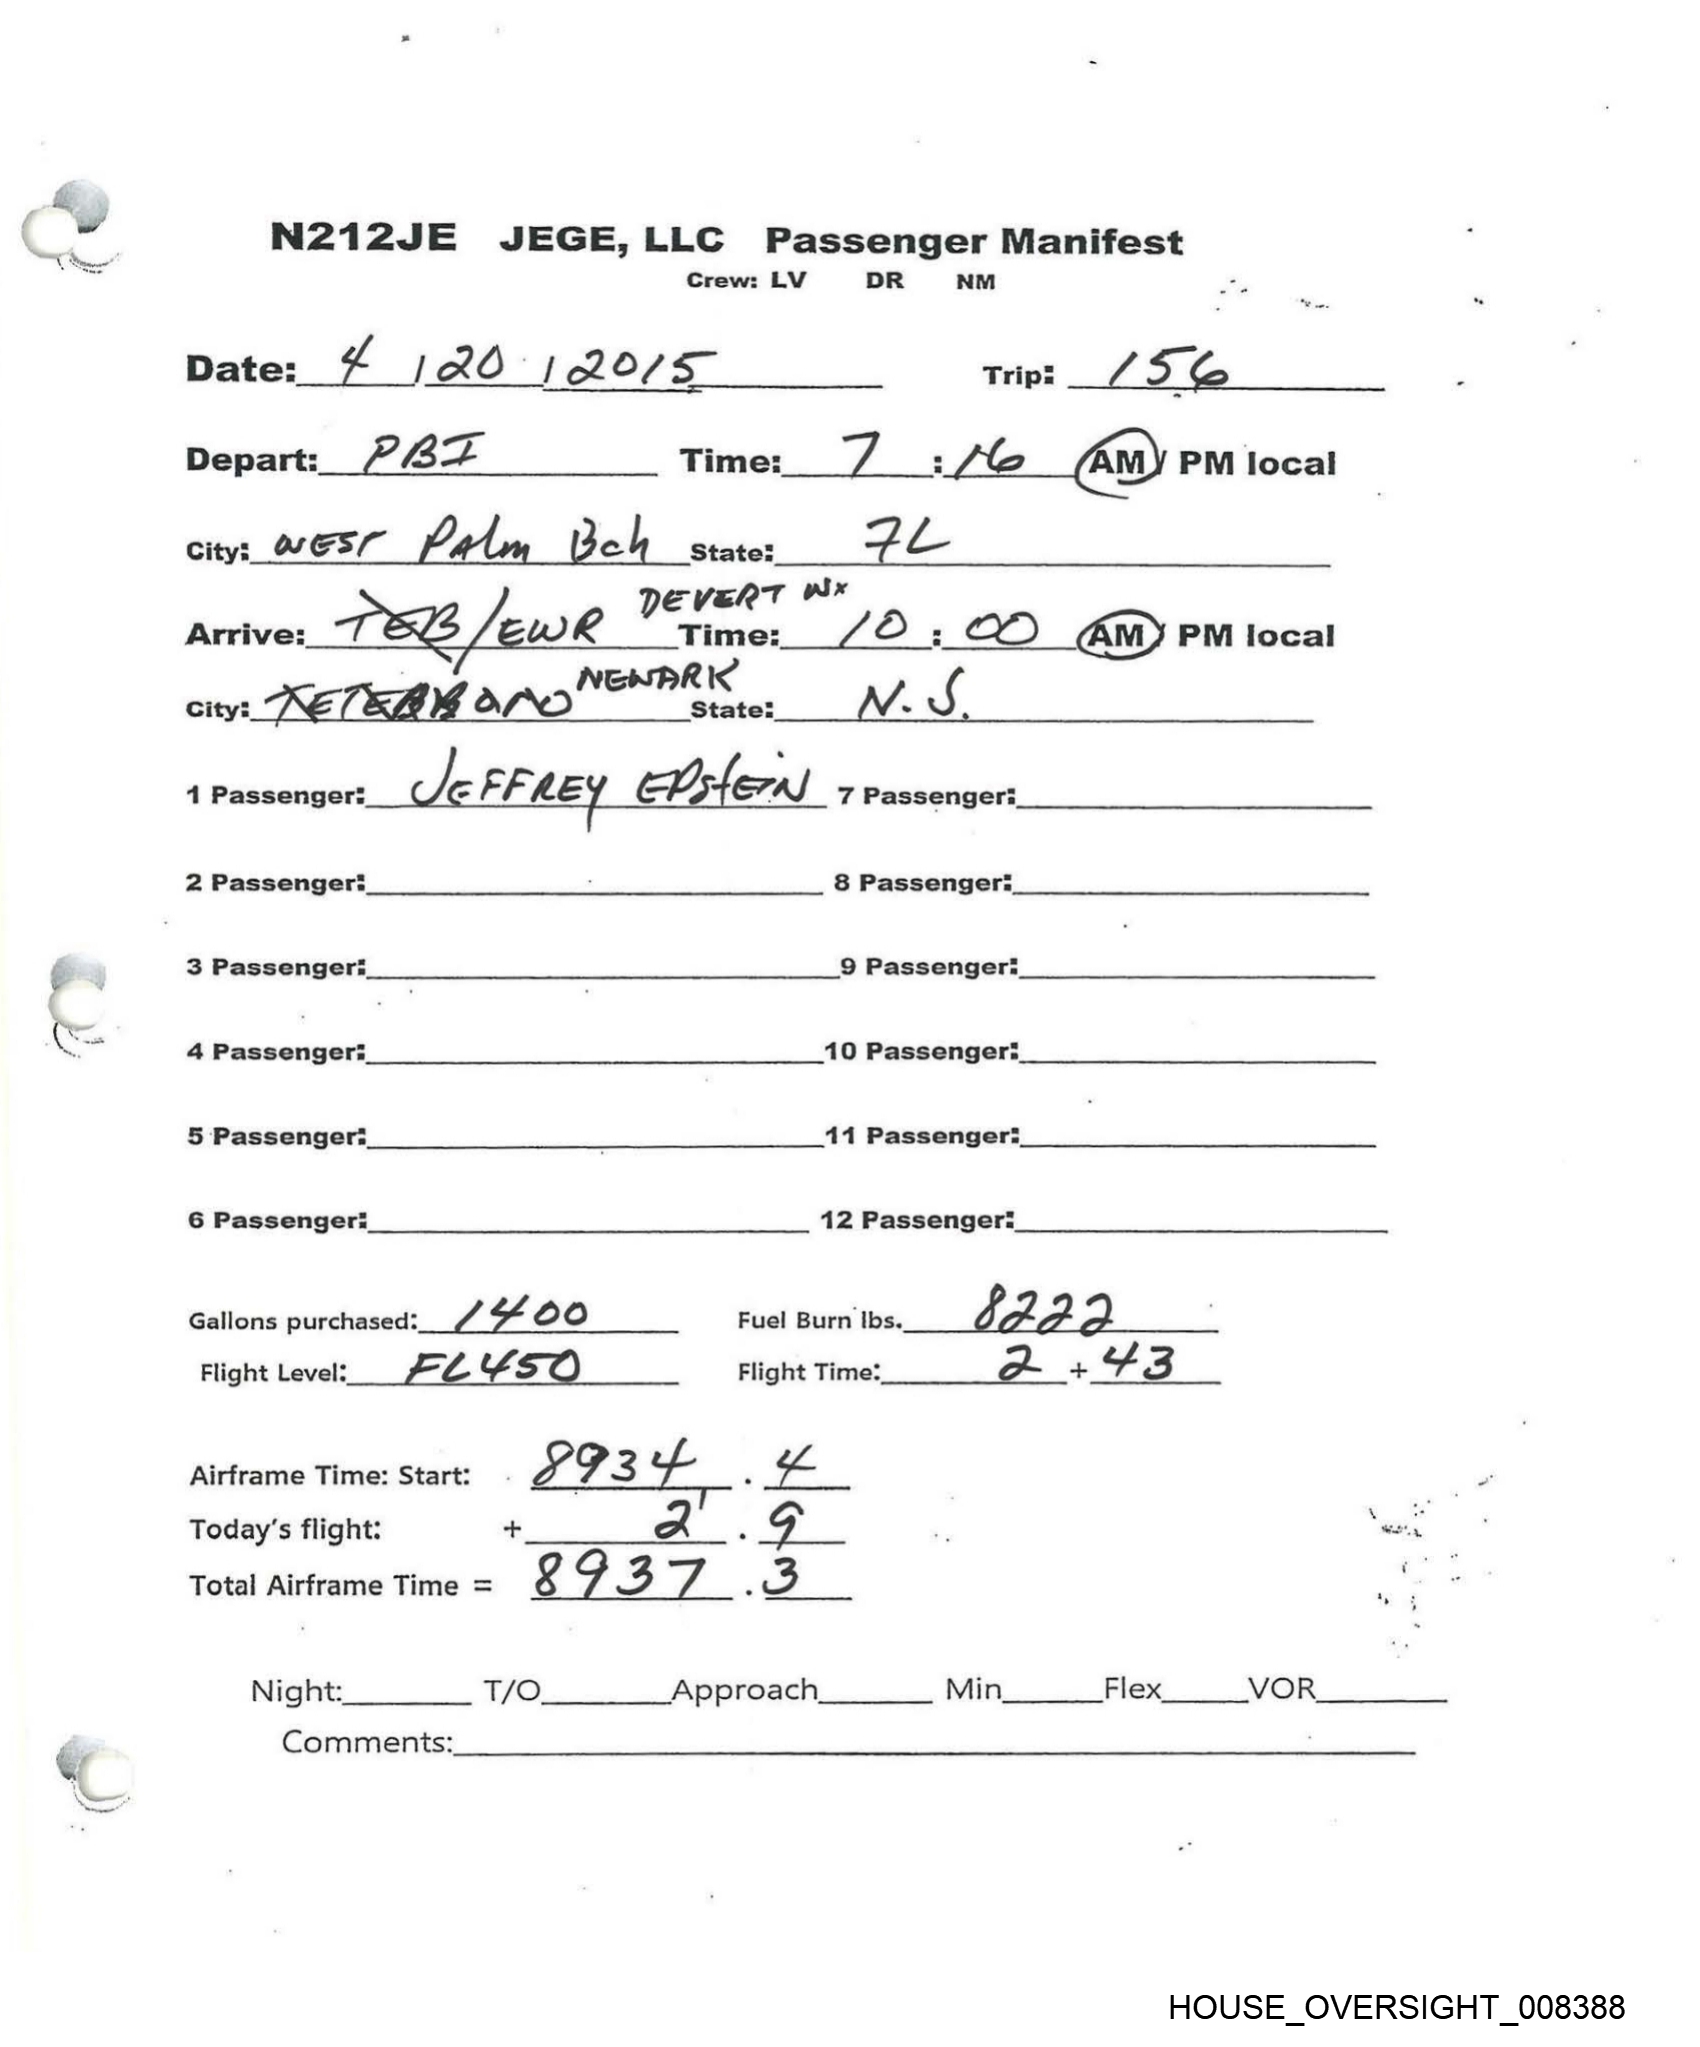 N212JE JEGE, LLC Passenger Manifest
Crew: LV DR NM
Date: 4 / 20 / 2015 Trip: 156
Depart: PBI Time: 7 : 16 AM / PM local
City: WEST PAlm Bch State: FL
DEVERT WX
Arrive: TEB/EWR Time: 10 : 00 AM / PM local
NEWARK
City: TETERBORO State: N.J.
1 Passenger: JEFFREY EPstEIN 7 Passenger:
2 Passenger: 8 Passenger:
3 Passenger: 9 Passenger:
4 Passenger: 10 Passenger:
5 Passenger: 11 Passenger:
6 Passenger: 12 Passenger:
Gallons purchased: 1400 Fuel Burn lbs. 8222
Flight Level: FL450 Flight Time: 2 + 43
Airframe Time: Start: 8934 . 4
Today's flight: + 2 . 9
Total Airframe Time = 8937 . 3
Night: T/O Approach Min Flex VOR
Comments:
HOUSE_OVERSIGHT_008388